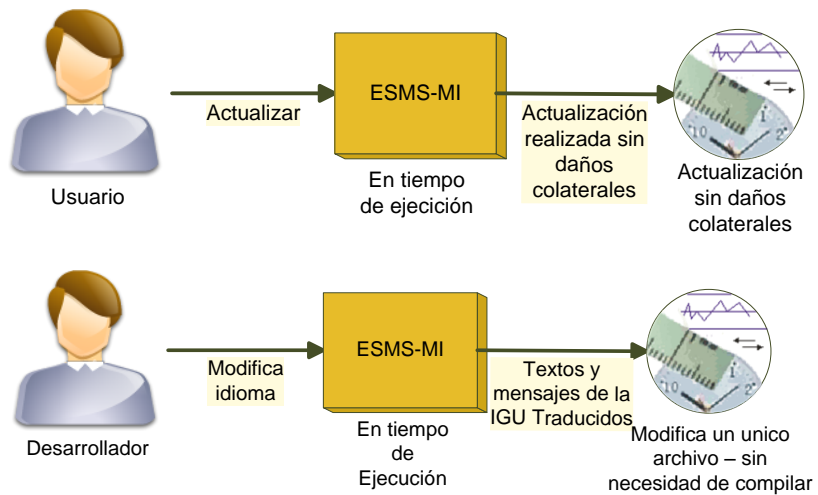 Usuario
Actualizar
ESMS-MI
En tiempo
de ejecición
Actualización
realizada sin
daños
colaterales
Actualización
sin daños
colaterales
Desarrollador
Modifica
idioma
ESMS-MI
En tiempo
de
Ejecución
Textos y
mensajes de la
IGU Traducidos
Modifica un unico
archivo – sin
necesidad de compilar